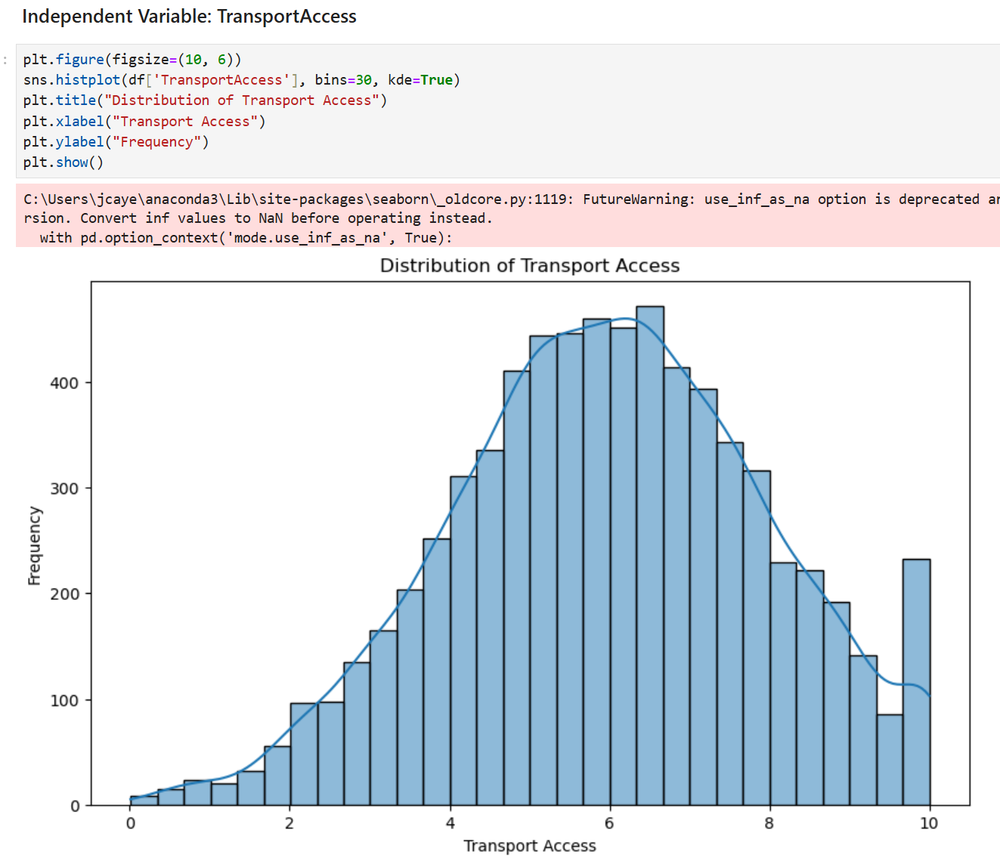 Independent Variable: TransportAccess
:
plt.figure(figsize=(10, 6))
sns.histplot(df['TransportAccess'], bins=30, kde=True)
plt.title("Distribution of Transport Access")
plt.xlabel("Transport Access")
plt.ylabel("Frequency")
plt.show()
C:\Users\jcaye\anaconda3\Lib\site-packages\seaborn\_oldcore.py:1119: FutureWarning: use_inf_as_na option is deprecated
rsion. Convert inf values to NaN before operating instead.
  with pd.option_context('mode.use_inf_as_na', True):
Distribution of Transport Access
400
300
200
100
0
Frequency
0 2 4 6 8 10
Transport Access